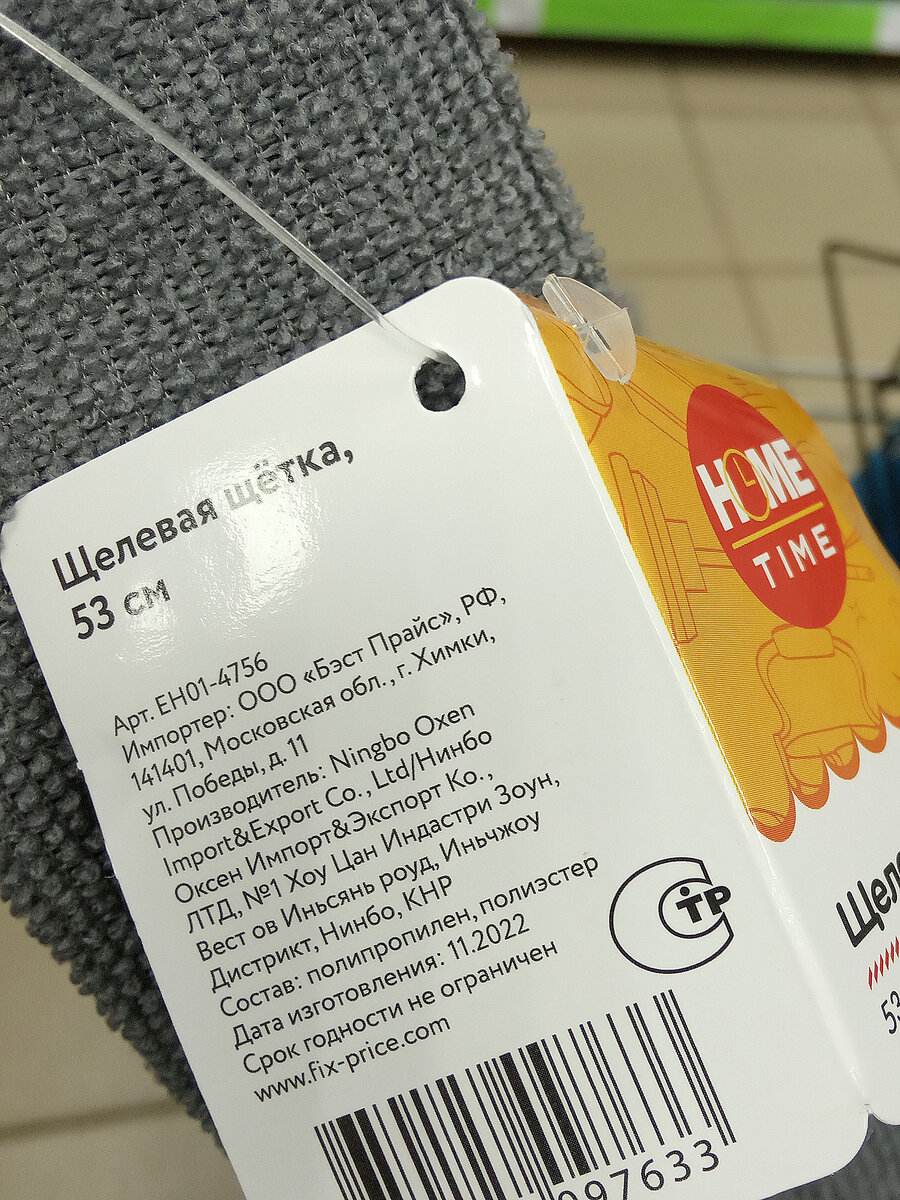 Щелевая щётка,
53 см
Арт. EH01-4756
Импортер: ООО «Бэст Прайс», РФ,
141401, Московская обл., г. Химки,
ул. Победы, д. 11
Производитель: Ningbo Oxen
Import&Export Co., Ltd/Нинбо
Оксен Импорт&Экспорт Ко.,
ЛТД, №1 Хоу Цан Индастри Зоун,
Вест ов Иньсянь роуд, Иньчжоу
Дистрикт, Нинбо, КНР
Состав: полипропилен, полиэстер
Дата изготовления: 11.2022
Срок годности не ограничен
www.fix-price.com
СТР
097633
HOME
TIME
Щел
53